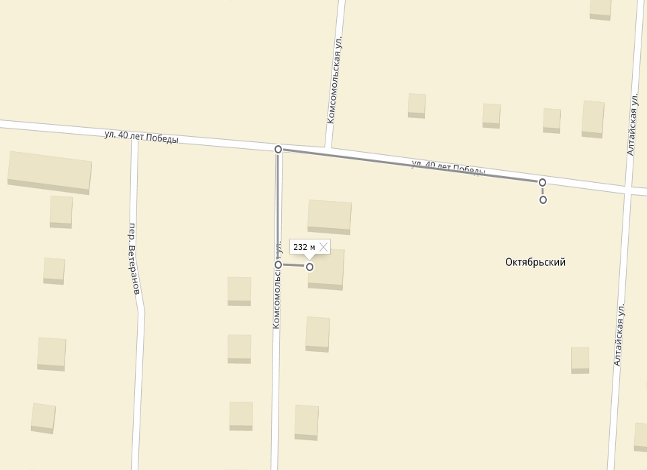 Комсомольская ул.
Алтайская ул.
ул. 40 лет Победы
ул. 40 лет Победы
пер. Ветеранов
232 м
Комсомольская ул.
Октябрьский
Алтайская ул.